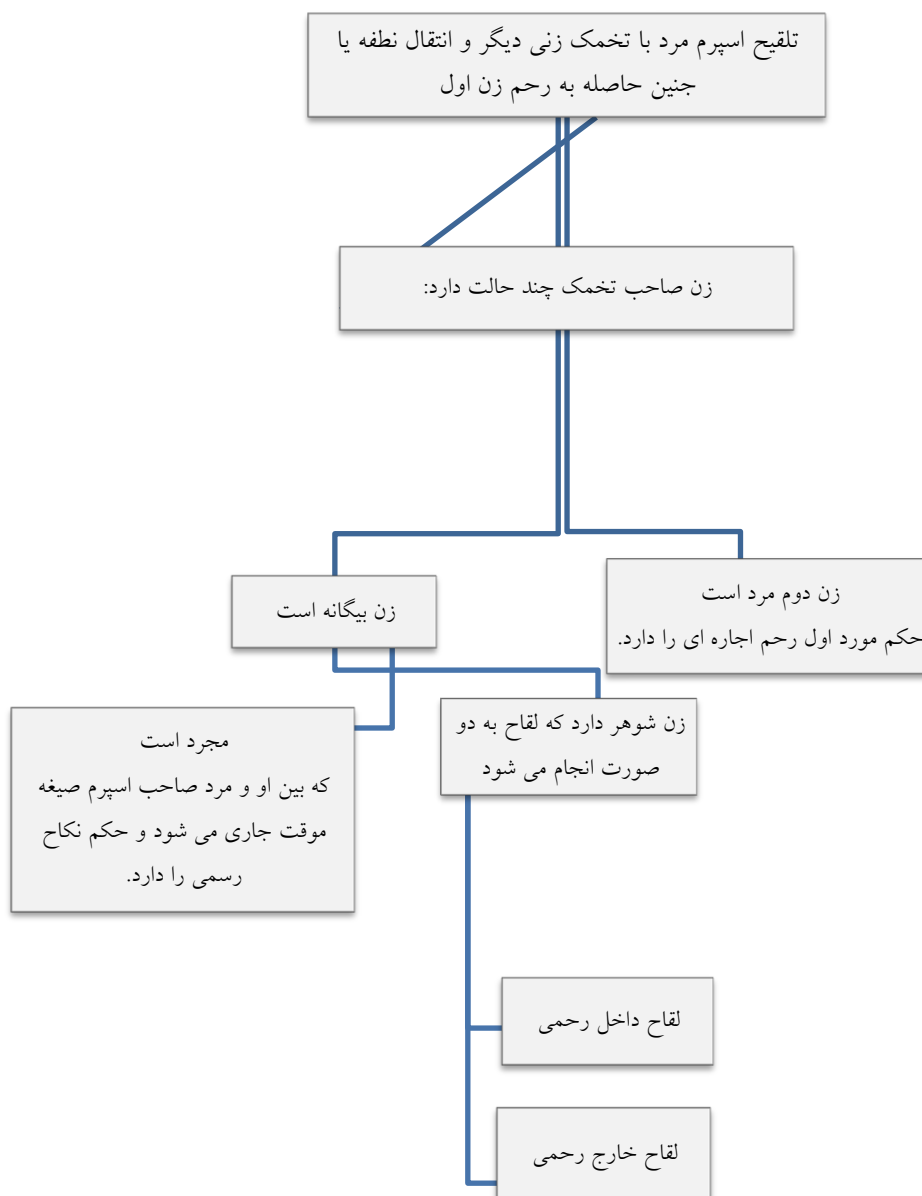 تلقیح اسپرم مرد با تخمک زنی دیگر و انتقال نطفه یا
جنین حاصله به رحم زن اول
زن صاحب تخمک چند حالت دارد:
زن دوم مرد است
حکم مورد اول رحم اجاره ای را دارد.
زن بیگانه است
زن شوهر دارد که لقاح به دو
صورت انجام می شود
مجرد است
که بین او و مرد صاحب اسپرم صیغه
موقت جاری می شود و حکم نکاح
رسمی را دارد.
لقاح داخل رحمی
لقاح خارج رحمی